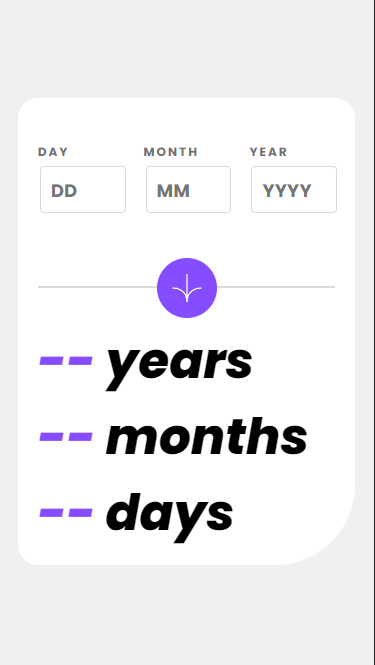 DAY MONTH YEAR
DD MM YYYY
-- years
-- months
-- days